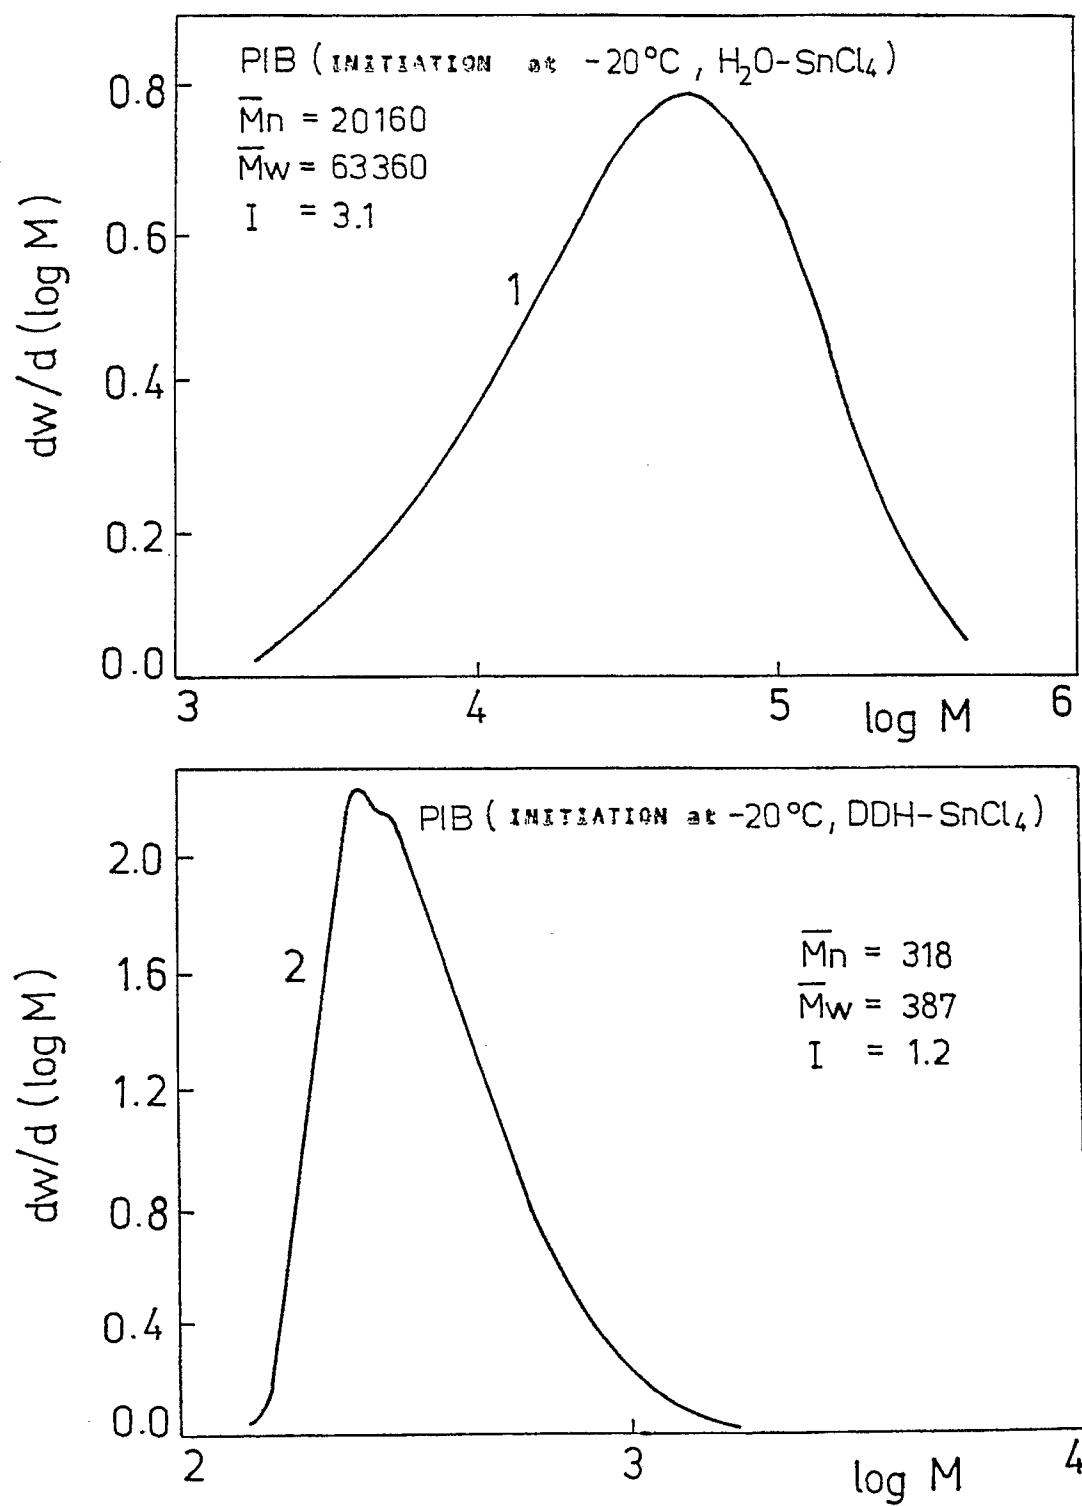 PIB (INITIATION at -20°C, H₂O-SnCl₄)
M̅n = 20160
M̅w = 63360
I = 3.1
1
dw/d (log M)
0.8
0.6
0.4
0.2
0.0
3 4 5 6
log M
PIB (INITIATION at -20°C, DDH-SnCl₄)
M̅n = 318
M̅w = 387
I = 1.2
2
dw/d (log M)
2.0
1.6
1.2
0.8
0.4
0.0
2 3 4
log M